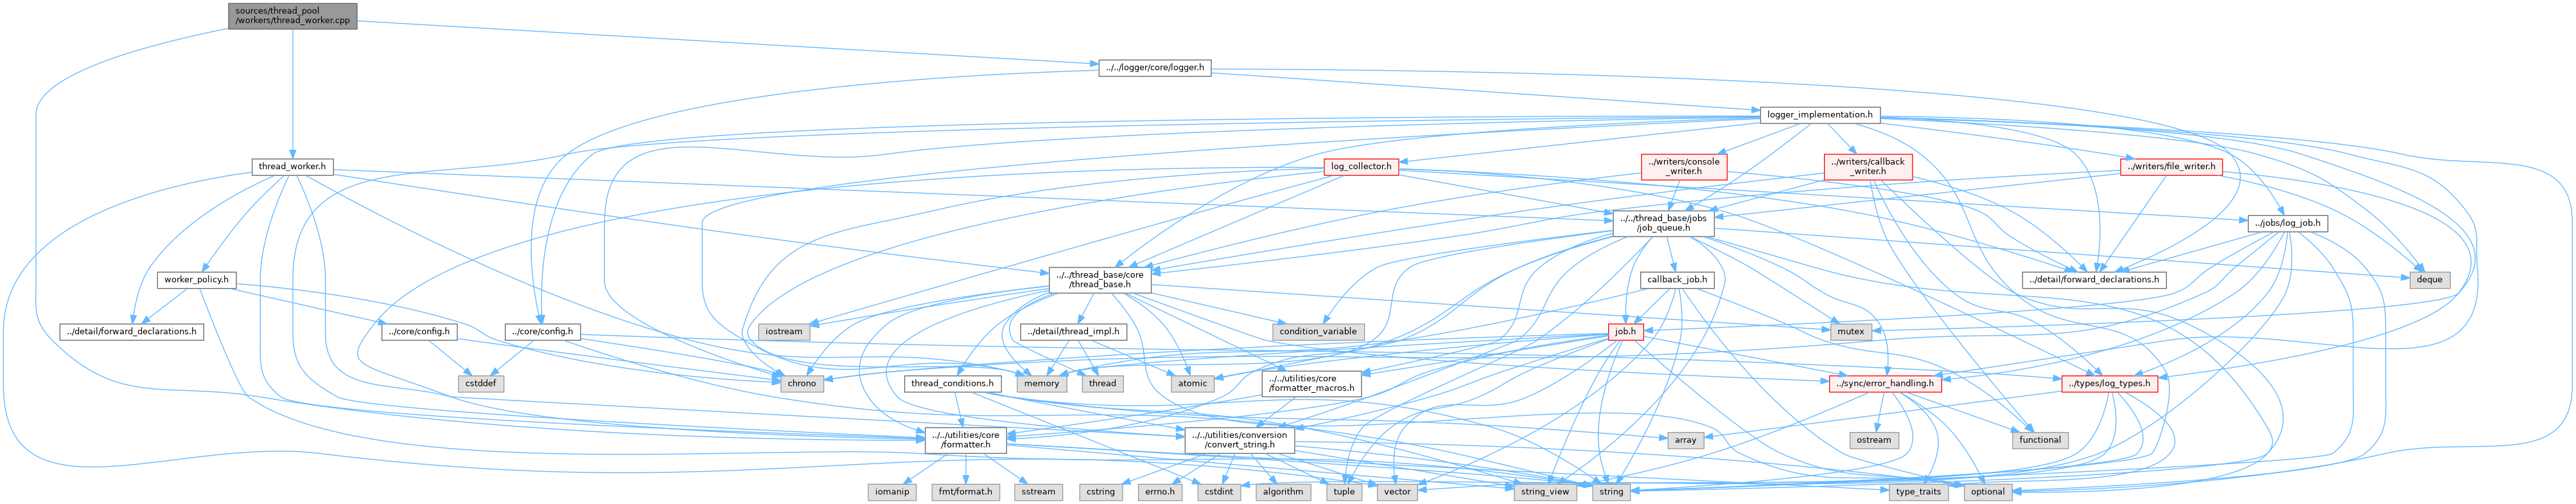 sources/thread_pool
/workers/thread_worker.cpp
../../logger/core/logger.h
logger_implementation.h
thread_worker.h
log_collector.h
../writers/console
_writer.h
../writers/callback
_writer.h
../writers/file_writer.h
../../thread_base/jobs
/job_queue.h
../jobs/log_job.h
worker_policy.h
../../thread_base/core
/thread_base.h
callback_job.h
../detail/forward_declarations.h
deque
../detail/forward_declarations.h
../core/config.h
../core/config.h
iostream
../detail/thread_impl.h
condition_variable
job.h
mutex
cstddef
chrono
thread_conditions.h
memory
thread
atomic
../../utilities/core
/formatter_macros.h
../sync/error_handling.h
../types/log_types.h
../../utilities/core
/formatter.h
../../utilities/conversion
/convert_string.h
array
ostream
functional
iomanip
fmt/format.h
sstream
cstring
errno.h
cstdint
algorithm
tuple
vector
string_view
string
type_traits
optional